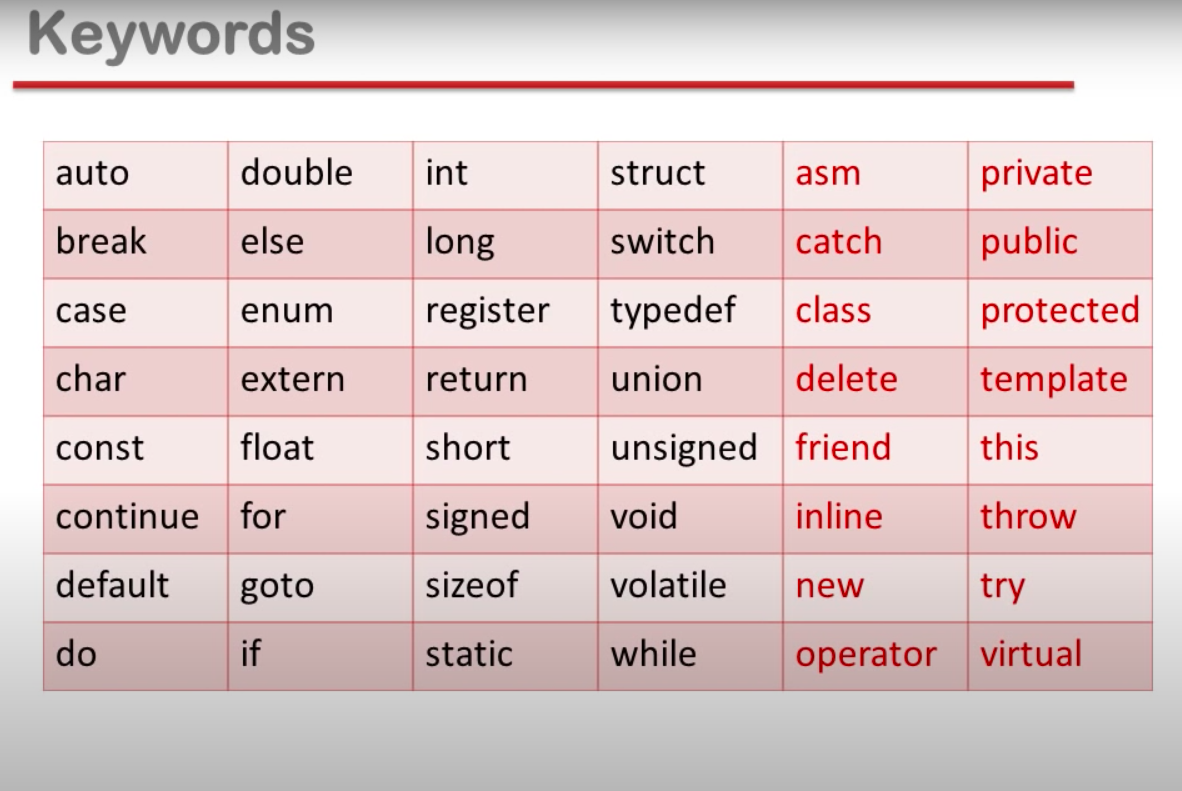 Keywords
auto double int struct asm private
break else long switch catch public
case enum register typedef class protected
char extern return union delete template
const float short unsigned friend this
continue for signed void inline throw
default goto sizeof volatile new try
do if static while operator virtual